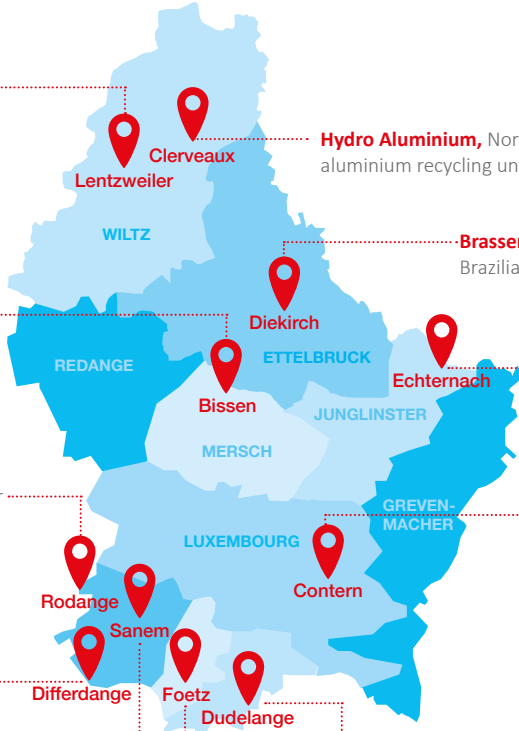 Clerveaux
Lentzweiler
Hydro Aluminium, Nor
aluminium recycling un
WILTZ
Brasser
Brazilia
Diekirch
ETTELBRUCK
REDANGE
Echternach
Bissen
JUNGLINSTER
MERSCH
GREVEN-
MACHER
LUXEMBOURG
Contern
Rodange
Sanem
Differdange
Foetz
Dudelange